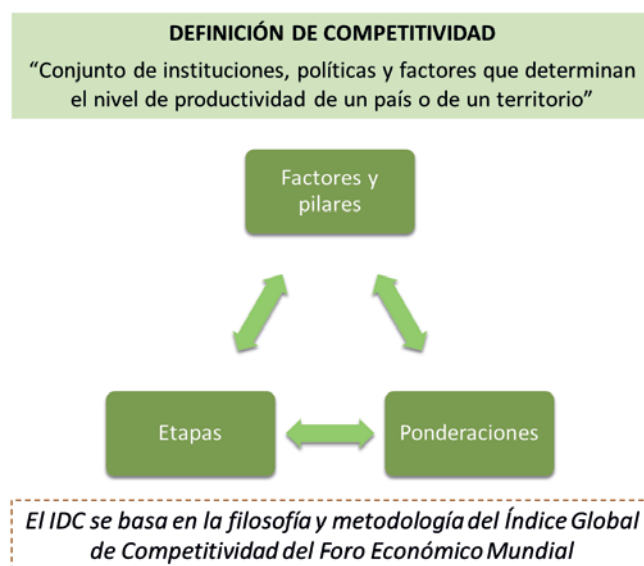 DEFINICIÓN DE COMPETITIVIDAD
“Conjunto de instituciones, políticas y factores que determinan
el nivel de productividad de un país o de un territorio”
Factores y
pilares
Etapas
Ponderaciones
El IDC se basa en la filosofía y metodología del Índice Global
de Competitividad del Foro Económico Mundial